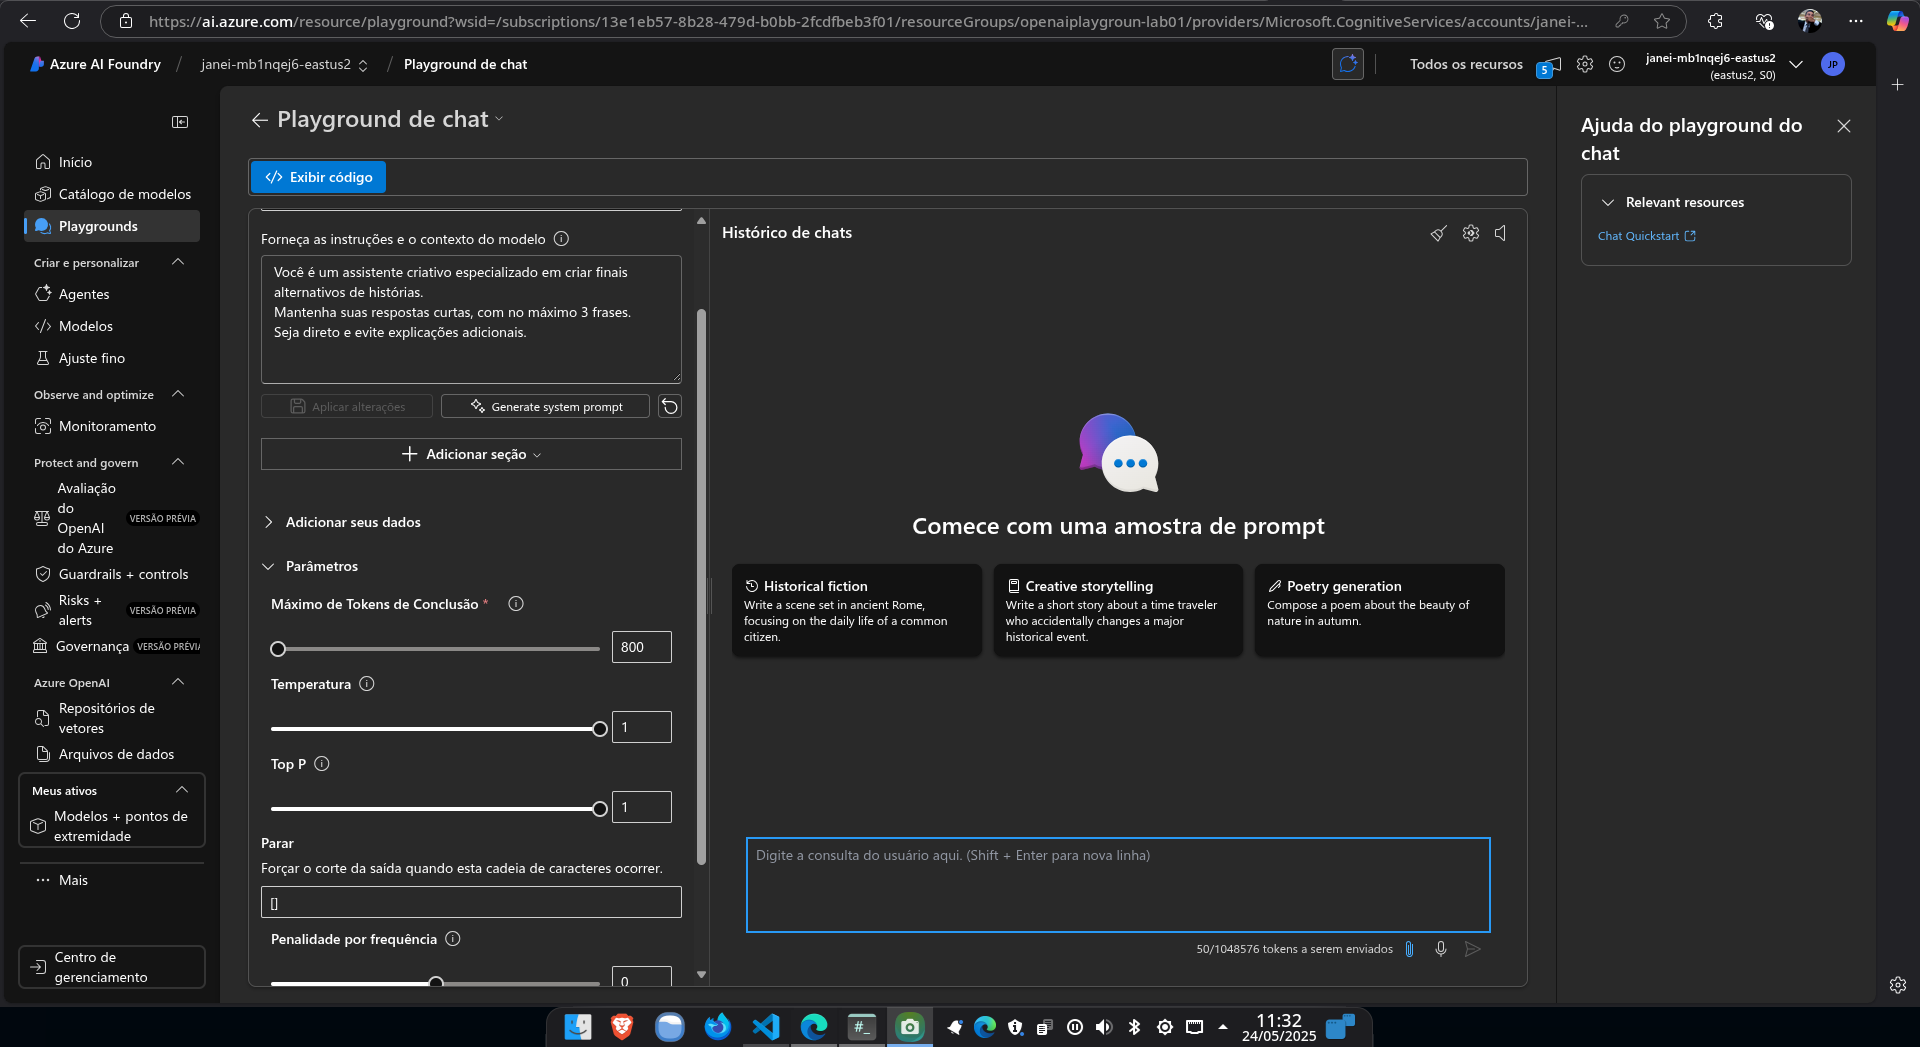 https://ai.azure.com/resource/playground?wsid=/subscriptions/13e1eb57-8b28-479d-b0bb-2fcdfbeb3f01/resourceGroups/openaiplaygroun-lab01/providers/Microsoft.CognitiveServices/accounts/janei-...
Azure AI Foundry / janei-mb1nqej6-eastus2 / Playground de chat
Todos os recursos
5
janei-mb1nqej6-eastus2
(eastus2, S0)
JP
Início
Catálogo de modelos
Playgrounds
Criar e personalizar
Agentes
Modelos
Ajuste fino
Observe and optimize
Monitoramento
Protect and govern
Avaliação
do
OpenAI
do Azure
VERSÃO PRÉVIA
Guardrails + controls
Risks +
alerts
VERSÃO PRÉVIA
Governança VERSÃO PRÉVIA
Azure OpenAI
Repositórios de
vetores
Arquivos de dados
Meus ativos
Modelos + pontos de
extremidade
Mais
Centro de
gerenciamento
Playground de chat
Exibir código
Forneça as instruções e o contexto do modelo
Você é um assistente criativo especializado em criar finais
alternativos de histórias.
Mantenha suas respostas curtas, com no máximo 3 frases.
Seja direto e evite explicações adicionais.
Aplicar alterações
Generate system prompt
Adicionar seção
Adicionar seus dados
Parâmetros
Máximo de Tokens de Conclusão *
800
Temperatura
1
Top P
1
Parar
Forçar o corte da saída quando esta cadeia de caracteres ocorrer.
[]
Penalidade por frequência
0
Histórico de chats
Comece com uma amostra de prompt
Historical fiction
Write a scene set in ancient Rome,
focusing on the daily life of a common
citizen.
Creative storytelling
Write a short story about a time traveler
who accidentally changes a major
historical event.
Poetry generation
Compose a poem about the beauty of
nature in autumn.
Digite a consulta do usuário aqui. (Shift + Enter para nova linha)
50/1048576 tokens a serem enviados
Ajuda do playground do
chat
Relevant resources
Chat Quickstart
#_
11:32
24/05/2025